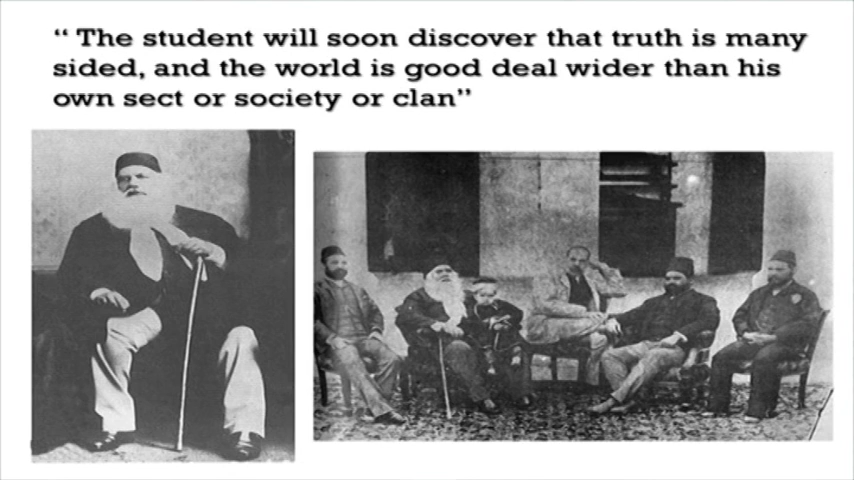 “ The student will soon discover that truth is many
sided, and the world is good deal wider than his
own sect or society or clan”